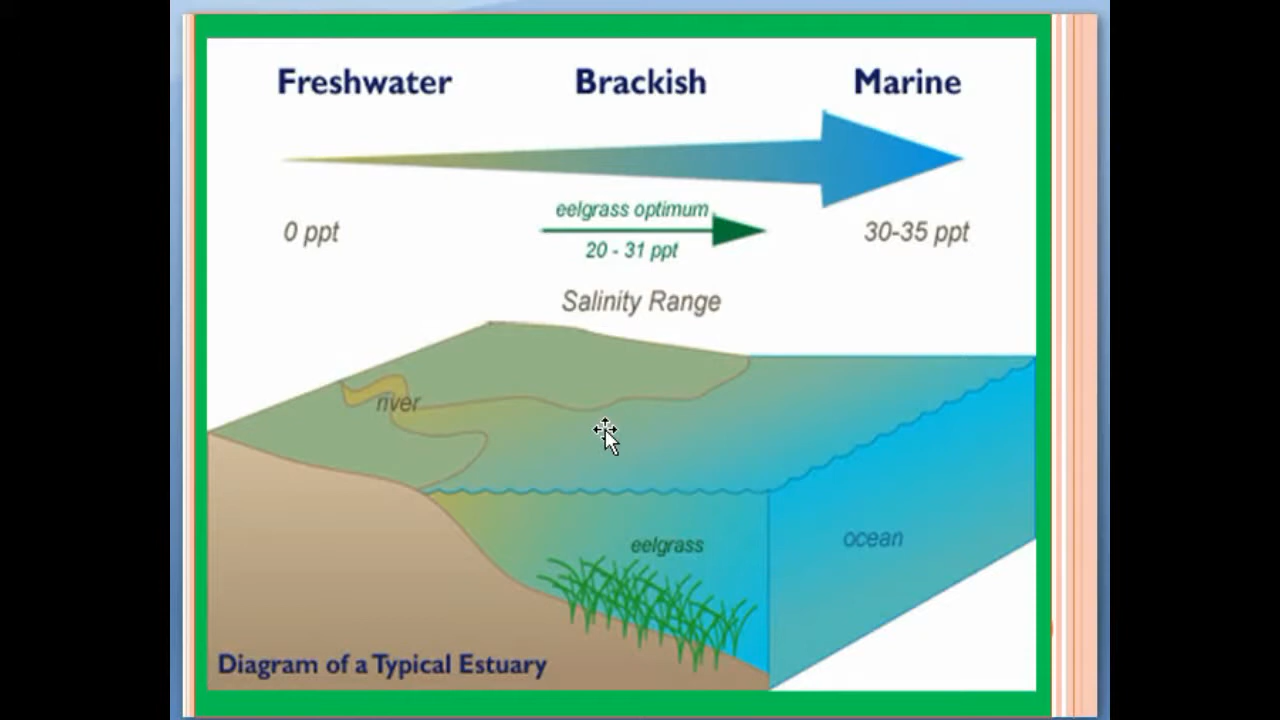 Freshwater Brackish Marine
eelgrass optimum
0 ppt 20 - 31 ppt 30-35 ppt
Salinity Range
river
eelgrass
ocean
Diagram of a Typical Estuary